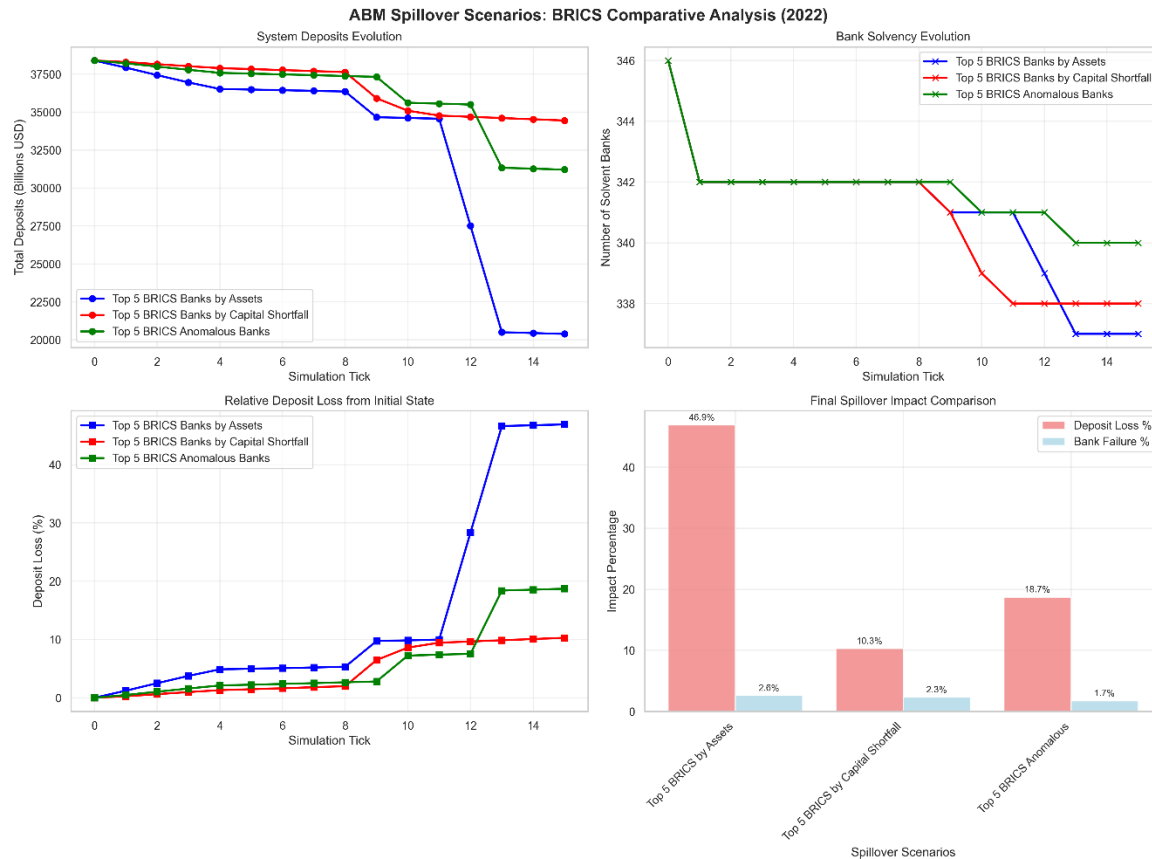 ABM Spillover Scenarios: BRICS Comparative Analysis (2022)
System Deposits Evolution
Total Deposits (Billions USD)
37500
35000
32500
30000
27500
25000
22500
20000
Top 5 BRICS Banks by Assets
Top 5 BRICS Banks by Capital Shortfall
Top 5 BRICS Anomalous Banks
0 2 4 6 8 10 12 14
Simulation Tick
Bank Solvency Evolution
Number of Solvent Banks
346
344
342
340
338
Top 5 BRICS Banks by Assets
Top 5 BRICS Banks by Capital Shortfall
Top 5 BRICS Anomalous Banks
0 2 4 6 8 10 12 14
Simulation Tick
Relative Deposit Loss from Initial State
Deposit Loss (%)
40
30
20
10
0
Top 5 BRICS Banks by Assets
Top 5 BRICS Banks by Capital Shortfall
Top 5 BRICS Anomalous Banks
0 2 4 6 8 10 12 14
Simulation Tick
Final Spillover Impact Comparison
Impact Percentage
40
30
20
10
0
Deposit Loss %
Bank Failure %
46.9%
2.6%
10.3%
2.3%
18.7%
1.7%
Top 5 BRICS by Assets
Top 5 BRICS by Capital Shortfall
Top 5 BRICS Anomalous
Spillover Scenarios